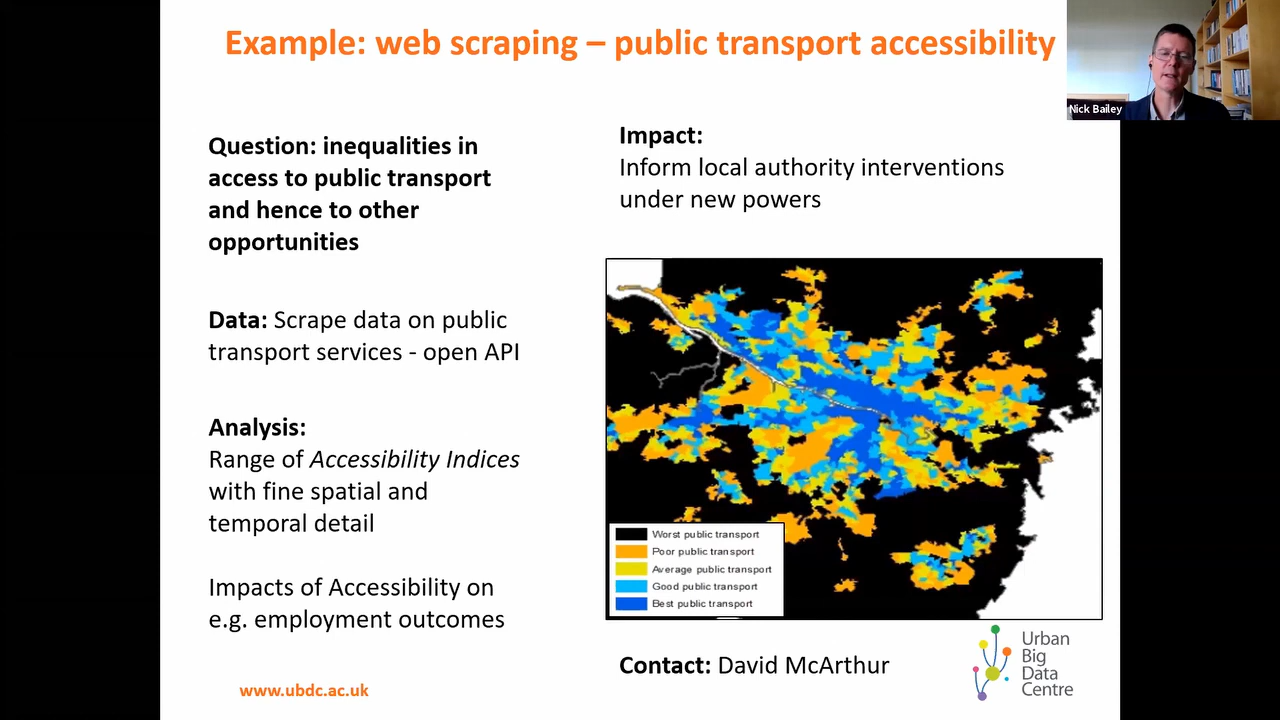 Example: web scraping – public transport accessibility
Nick Bailey
Question: inequalities in
access to public transport
and hence to other
opportunities
Data: Scrape data on public
transport services - open API
Analysis:
Range of Accessibility Indices
with fine spatial and
temporal detail
Impacts of Accessibility on
e.g. employment outcomes
www.ubdc.ac.uk
Impact:
Inform local authority interventions
under new powers
Worst public transport
Poor public transport
Average public transport
Good public transport
Best public transport
Contact: David McArthur
Urban
Big
Data
Centre